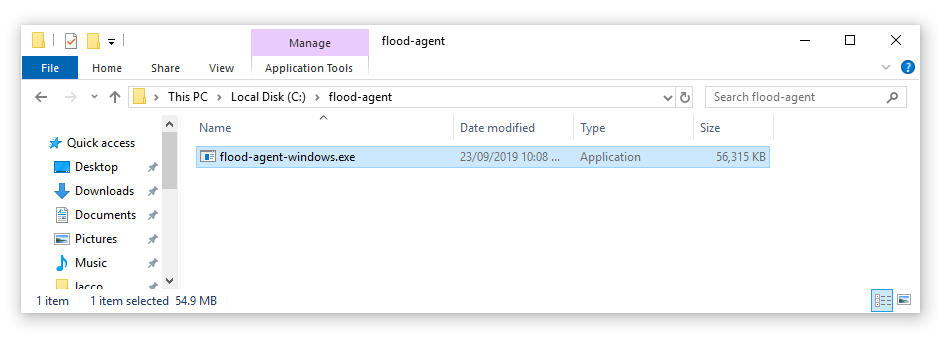 Manage
flood-agent
File
Home
Share
View
Application Tools
This PC
Local Disk (C:)
flood-agent
Search flood-agent
Name
Date modified
Type
Size
Quick access
flood-agent-windows.exe
23/09/2019 10:08 ...
Application
56,315 KB
Desktop
Downloads
Documents
Pictures
Music
1 item
1 item selected 54.9 MB